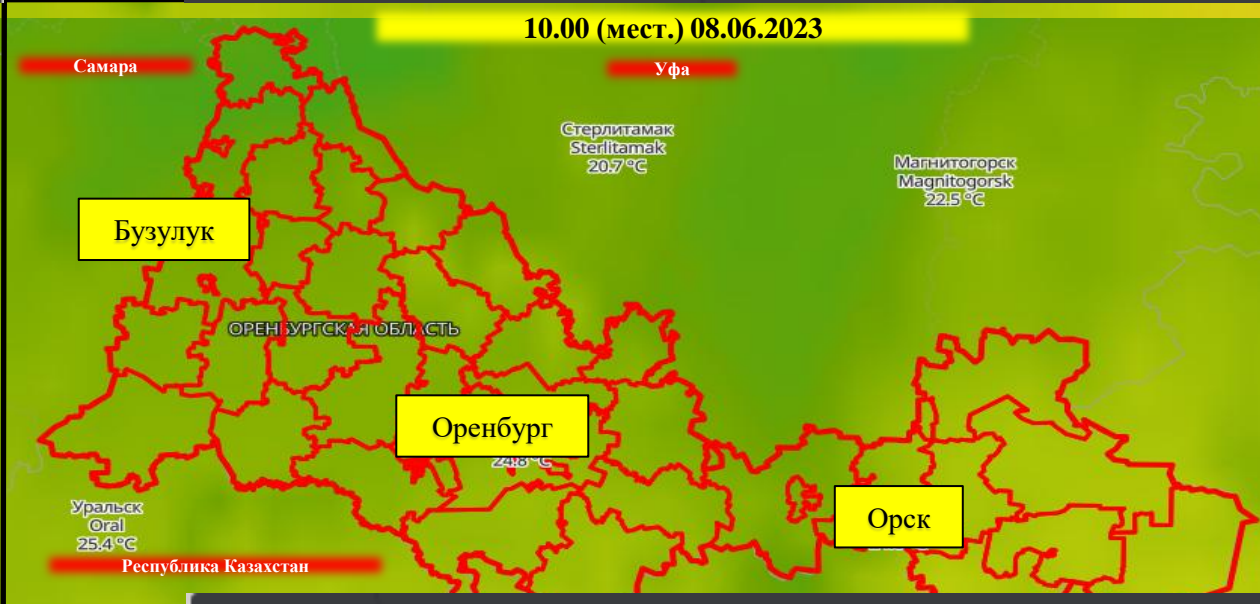 10.00 (мест.) 08.06.2023
Самара
Уфа
Стерлитамак
Sterlitamak
20.7 °C
Магнитогорск
Magnitogorsk
22.5 °C
Бузулук
ОРЕНБУРГСКАЯ ОБЛАСТЬ
Оренбург
24.8 °C
Уральск
Oral
25.4 °C
Орск
Республика Казахстан